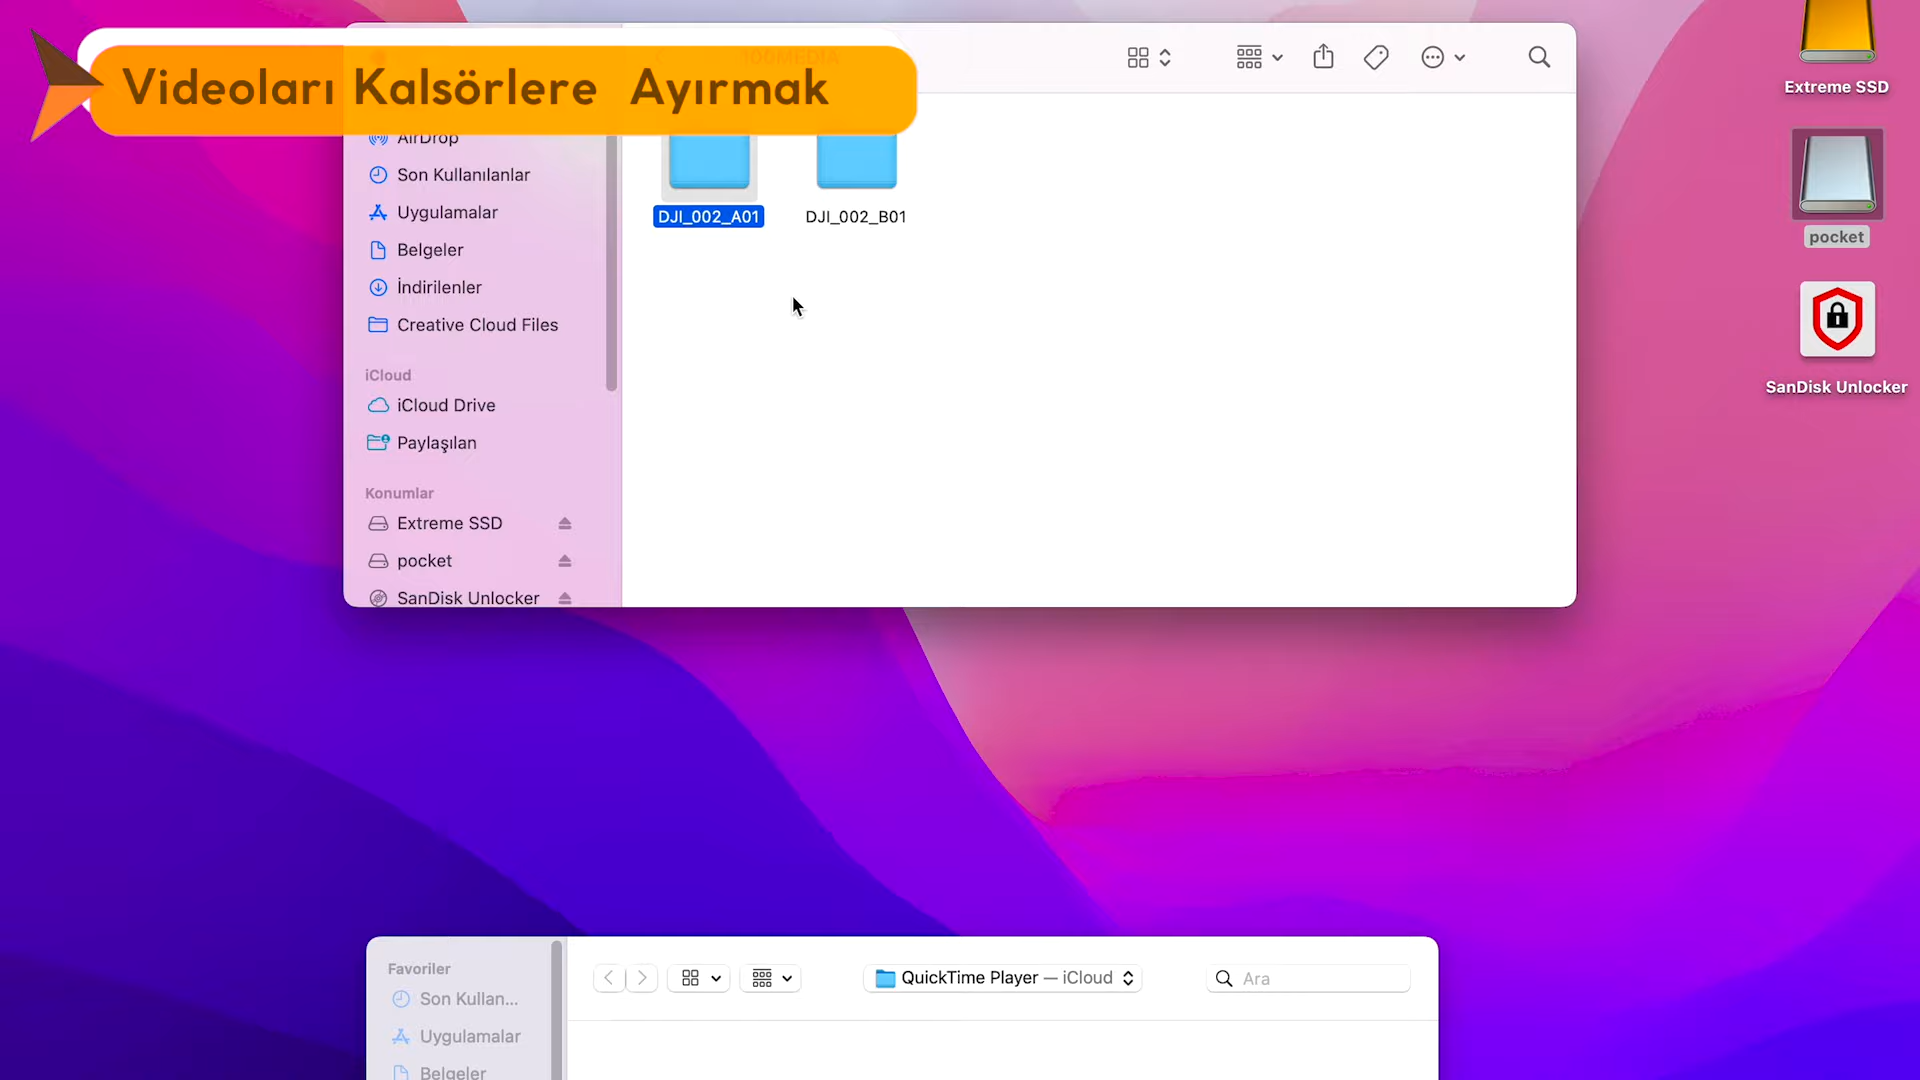 Videoları Kalsörlere Ayırmak
100MEDIA
AirDrop
Son Kullanılanlar
Uygulamalar
Belgeler
İndirilenler
Creative Cloud Files
iCloud
iCloud Drive
Paylaşılan
Konumlar
Extreme SSD
pocket
SanDisk Unlocker
DJI_002_A01
DJI_002_B01
Extreme SSD
pocket
SanDisk Unlocker
Favoriler
Son Kullan...
Uygulamalar
Belgeler
QuickTime Player — iCloud
Ara